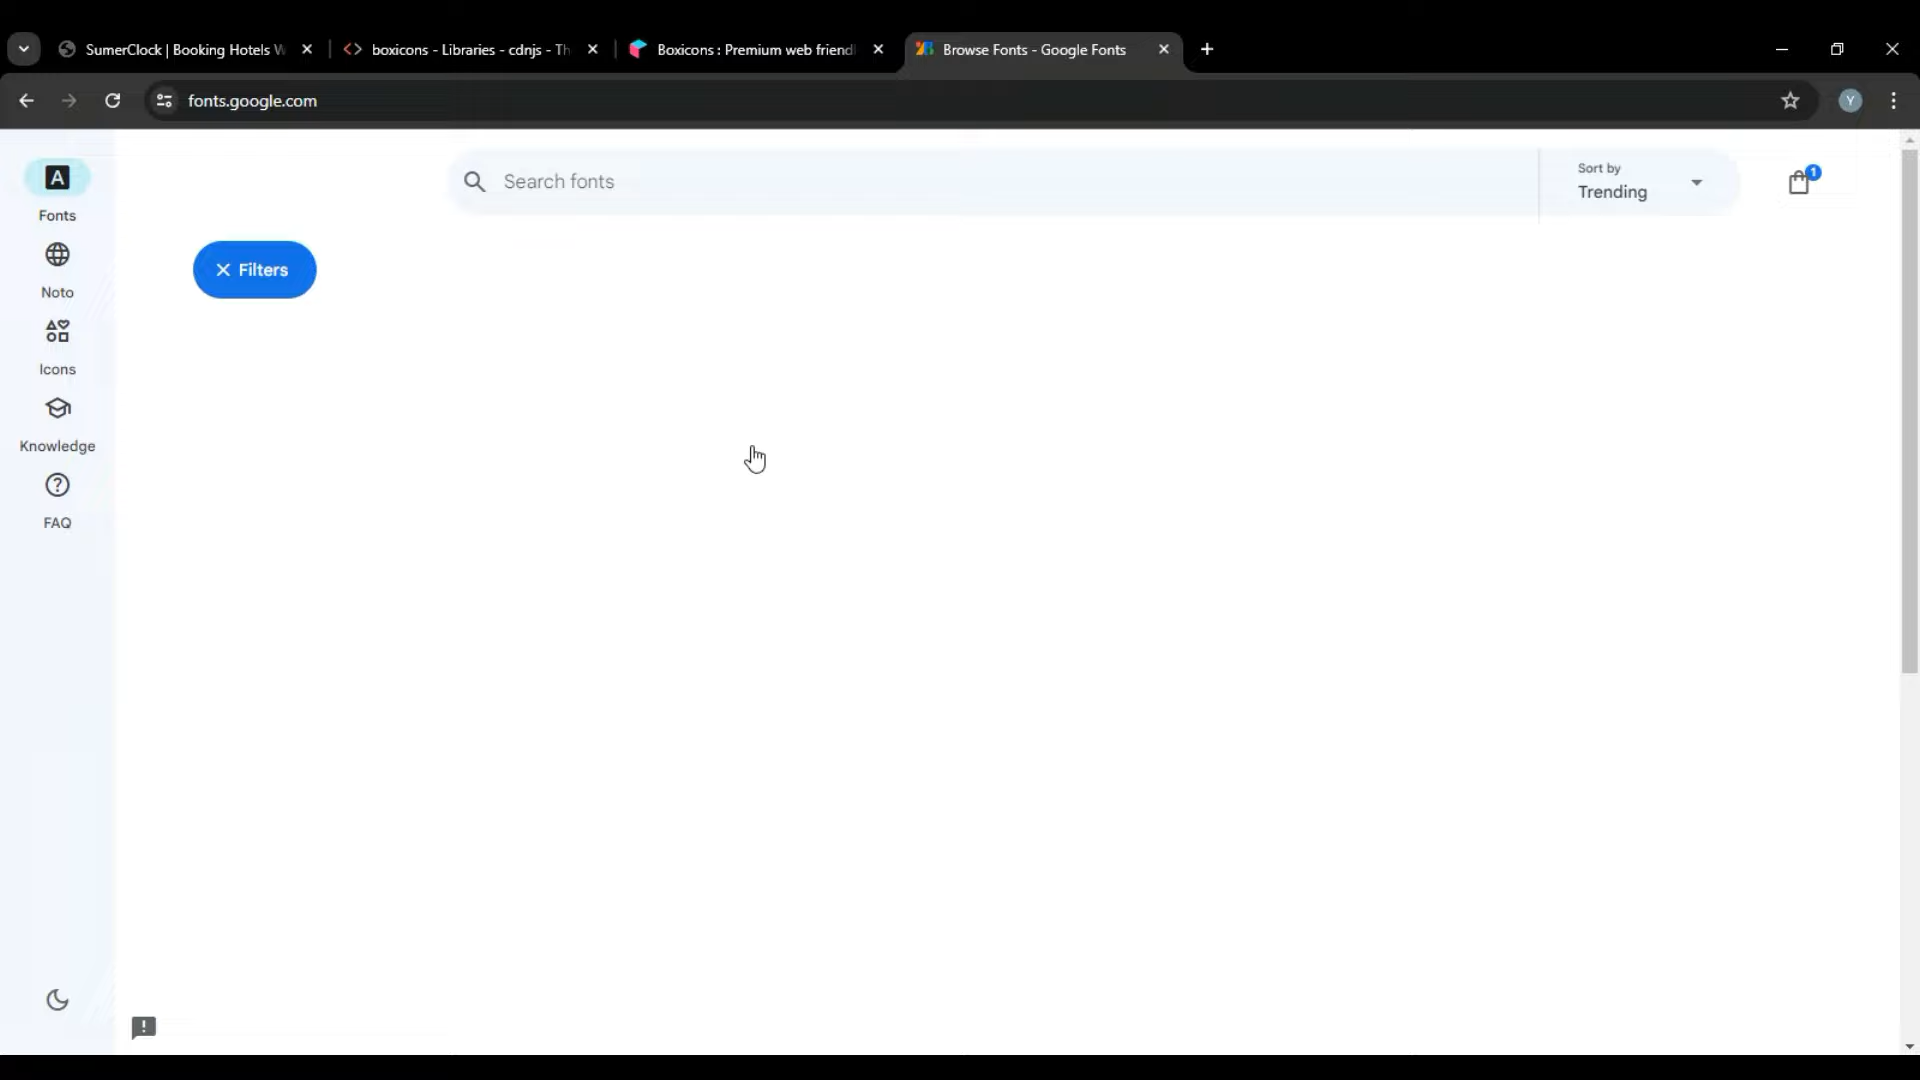 SumerClock | Booking Hotels W
boxicons - Libraries - cdnjs - Th
Boxicons : Premium web friendl
Browse Fonts - Google Fonts
fonts.google.com
Y
A
Fonts
Search fonts
Sort by
Trending
1
Filters
Noto
Icons
Knowledge
?
FAQ
!